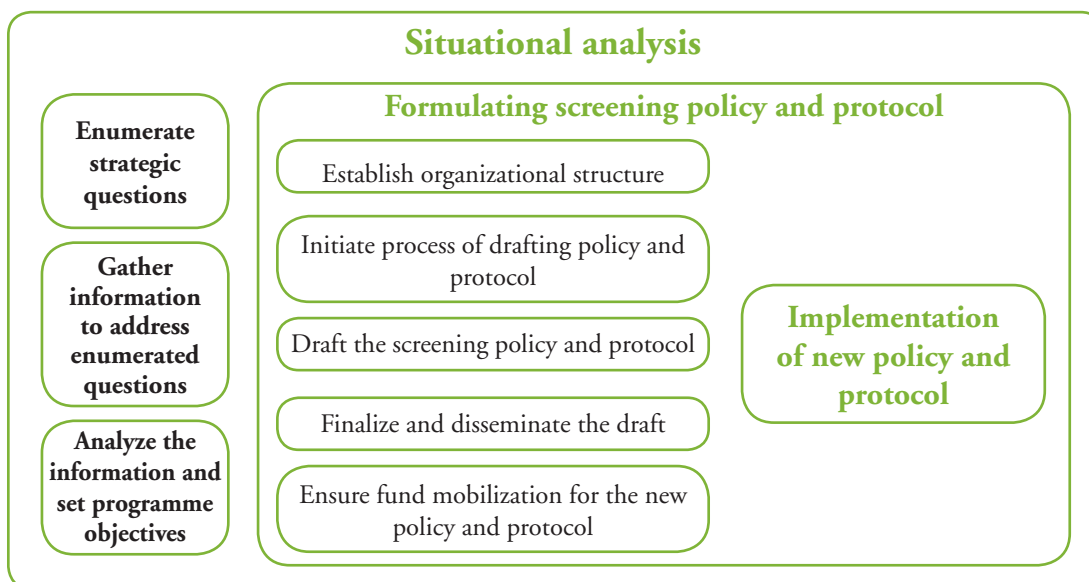 Situational analysis
Enumerate
strategic
questions
Gather
information
to address
enumerated
questions
Analyze the
information and
set programme
objectives
Formulating screening policy and protocol
Establish organizational structure
Initiate process of drafting policy and
protocol
Draft the screening policy and protocol
Finalize and disseminate the draft
Ensure fund mobilization for the new
policy and protocol
Implementation
of new policy and
protocol